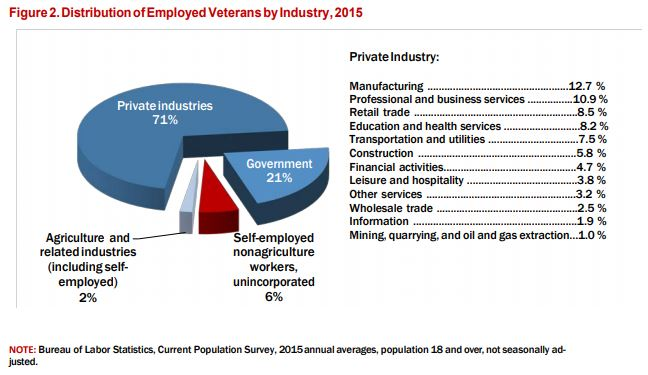 Figure 2. Distribution of Employed Veterans by Industry, 2015
Private industries
71%
Government
21%
Agriculture and
related industries
(including self-
employed)
2%
Self-employed
nonagriculture
workers,
unincorporated
6%
Private Industry:
Manufacturing ................................................12.7 %
Professional and business services ...............10.9 %
Retail trade .......................................................8.5 %
Education and health services .........................8.2 %
Transportation and utilities ..............................7.5 %
Construction .....................................................5.8 %
Financial activities.............................................4.7 %
Leisure and hospitality ......................................3.8 %
Other services ..................................................3.2 %
Wholesale trade ................................................2.5 %
Information .......................................................1.9 %
Mining, quarrying, and oil and gas extraction...1.0 %
NOTE: Bureau of Labor Statistics, Current Population Survey, 2015 annual averages, population 18 and over, not seasonally ad-
justed.